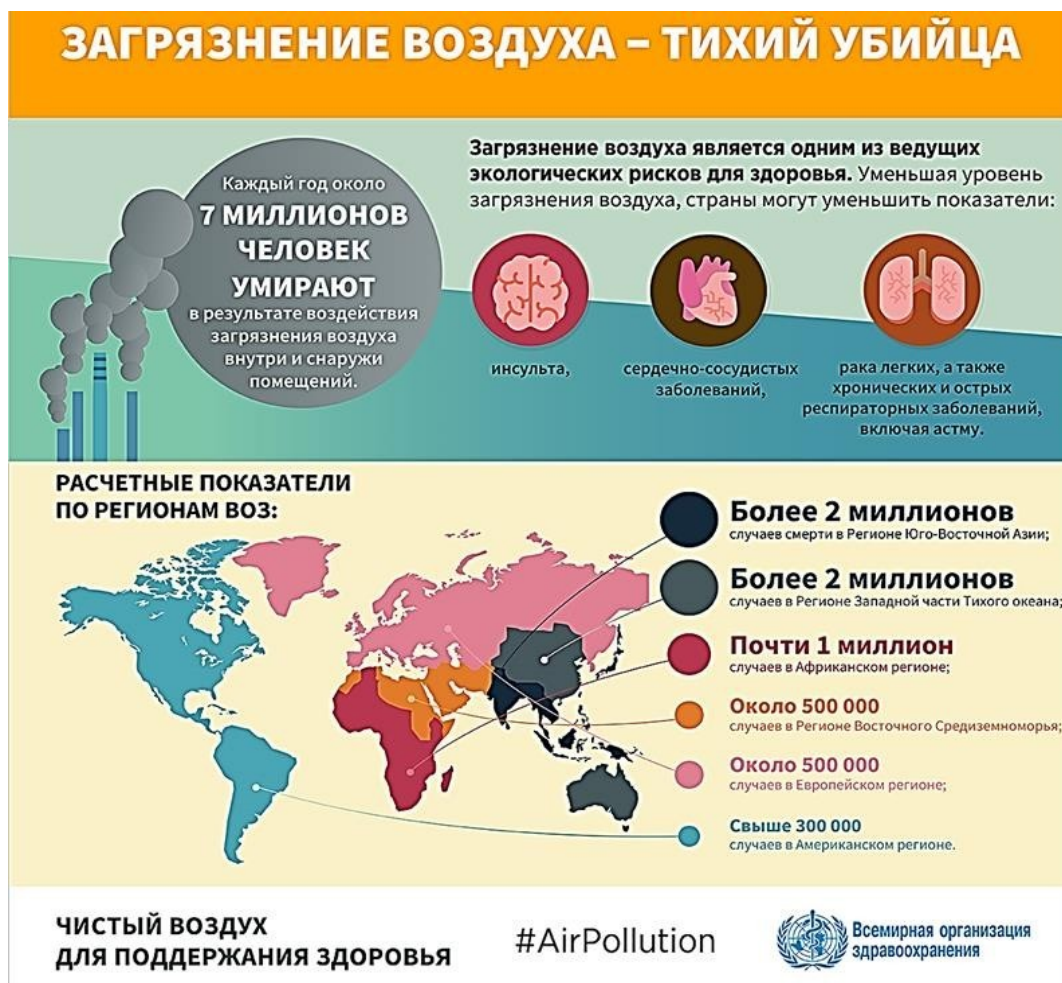 ЗАГРЯЗНЕНИЕ ВОЗДУХА – ТИХИЙ УБИЙЦА
Каждый год около
7 МИЛЛИОНОВ
ЧЕЛОВЕК
УМИРАЮТ
в результате воздействия
загрязнения воздуха
внутри и снаружи
помещений.
Загрязнение воздуха является одним из ведущих
экологических рисков для здоровья. Уменьшая уровень
загрязнения воздуха, страны могут уменьшить показатели:
инсульта,
сердечно-сосудистых
заболеваний,
рака легких, а также
хронических и острых
респираторных заболеваний,
включая астму.
РАСЧЕТНЫЕ ПОКАЗАТЕЛИ
ПО РЕГИОНАМ ВОЗ:
Более 2 миллионов
случаев смерти в Регионе Юго-Восточной Азии;
Более 2 миллионов
случаев в Регионе Западной части Тихого океана;
Почти 1 миллион
случаев в Африканском регионе;
Около 500 000
случаев в Регионе Восточного Средиземноморья;
Около 500 000
случаев в Европейском регионе;
Свыше 300 000
случаев в Американском регионе.
ЧИСТЫЙ ВОЗДУХ
ДЛЯ ПОДДЕРЖАНИЯ ЗДОРОВЬЯ
#AirPollution
Всемирная организация
здравоохранения